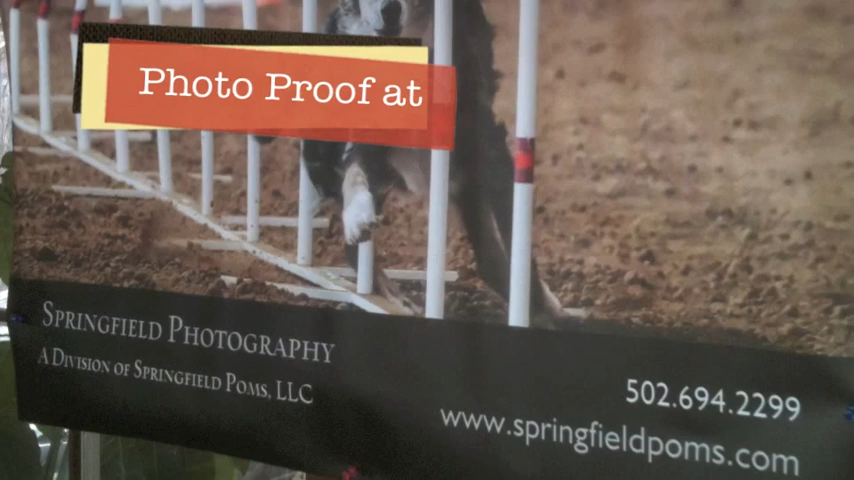 Photo Proof at
Springfield Photography
A Division of Springfield Poms, LLC
502.694.2299
www.springfieldpoms.com